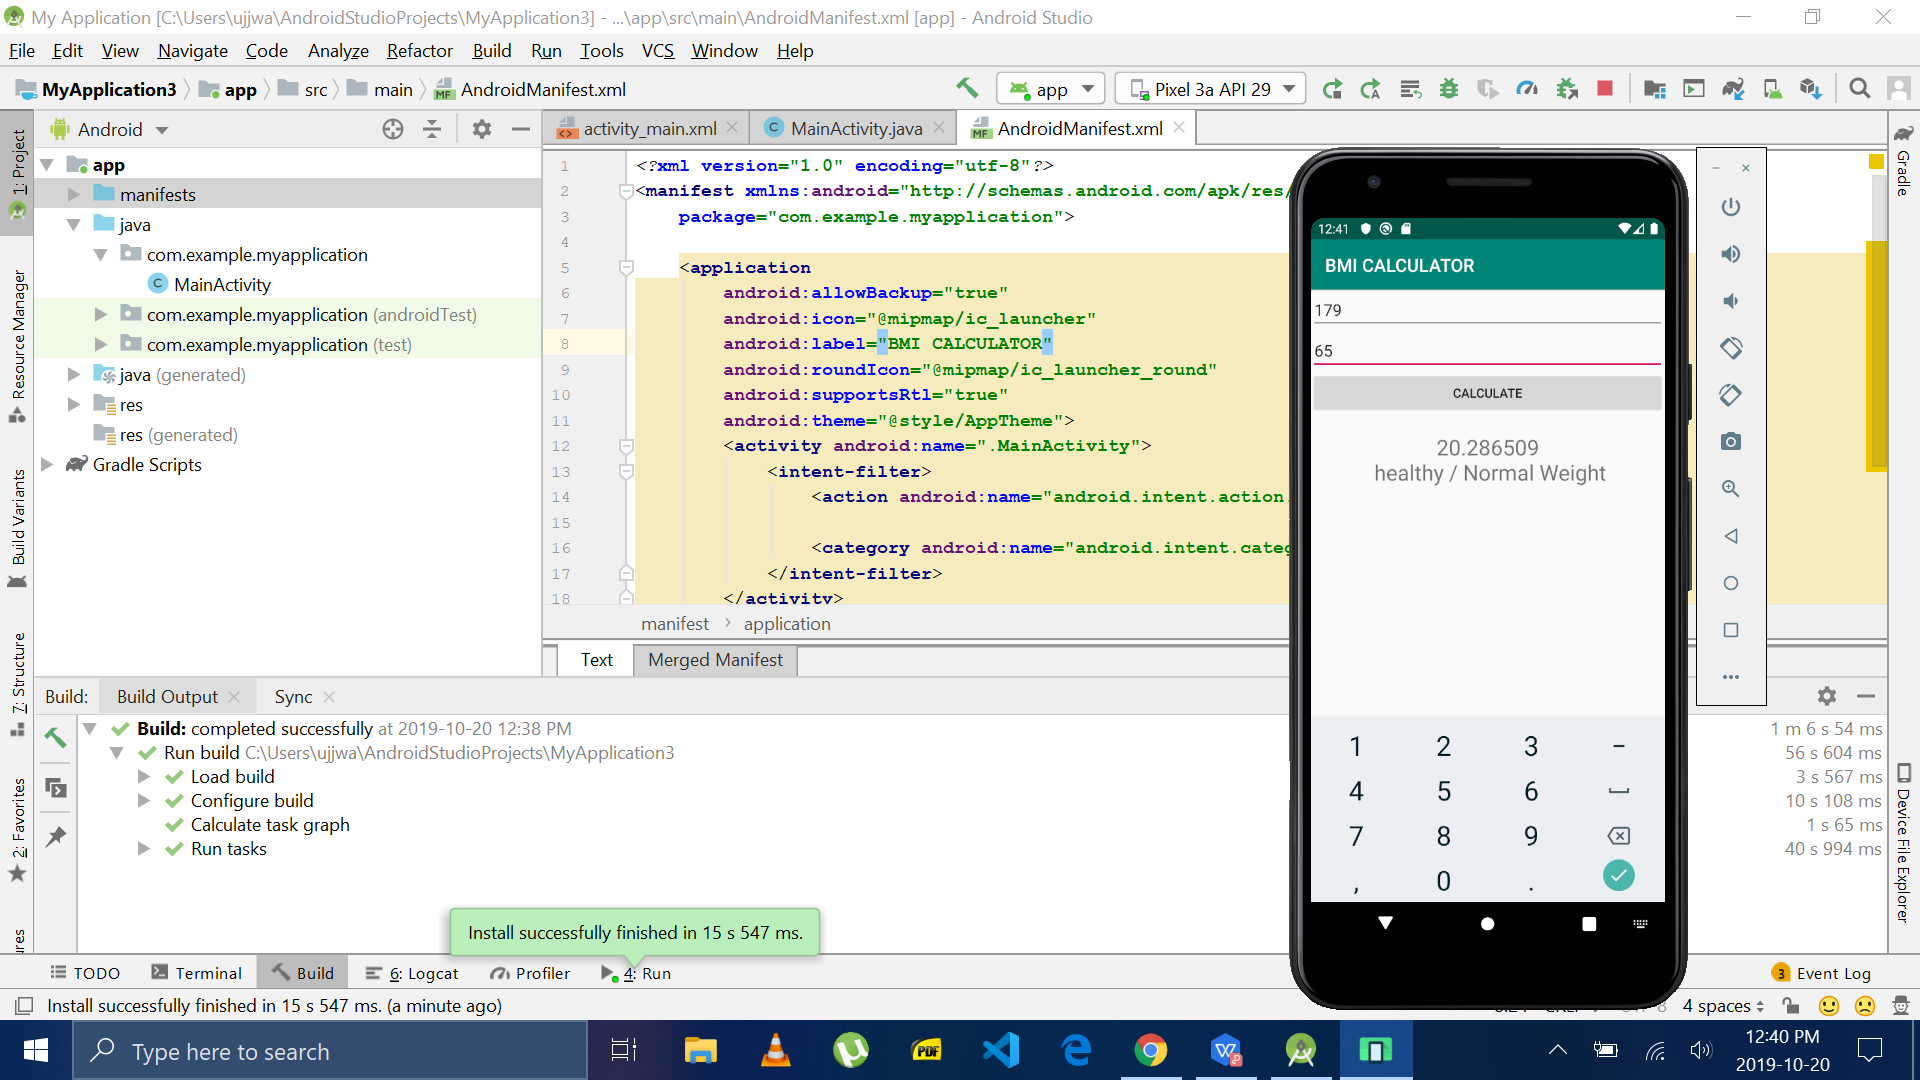 My Application [C:\Users\ujjwa\AndroidStudioProjects\MyApplication3] - ...\app\src\main\AndroidManifest.xml [app] - Android Studio
File Edit View Navigate Code Analyze Refactor Build Run Tools VCS Window Help
MyApplication3 app src main AndroidManifest.xml
app Pixel 3a API 29
Android
activity_main.xml MainActivity.java AndroidManifest.xml
1: Project
Resource Manager
Build Variants
7: Structure
2: Favorites
app
manifests
java
com.example.myapplication
MainActivity
com.example.myapplication (androidTest)
com.example.myapplication (test)
java (generated)
res
res (generated)
Gradle Scripts
1 <?xml version="1.0" encoding="utf-8"?>
2 <manifest xmlns:android="http://schemas.android.com/apk/res/
3 package="com.example.myapplication">
4
5 <application
6 android:allowBackup="true"
7 android:icon="@mipmap/ic_launcher"
8 android:label="BMI CALCULATOR"
9 android:roundIcon="@mipmap/ic_launcher_round"
10 android:supportsRtl="true"
11 android:theme="@style/AppTheme">
12 <activity android:name=".MainActivity">
13 <intent-filter>
14 <action android:name="android.intent.action.
15
16 <category android:name="android.intent.categ
17 </intent-filter>
18 </activity>
manifest application
Text Merged Manifest
12:41
BMI CALCULATOR
179
65
CALCULATE
20.286509
healthy / Normal Weight
1 2 3 -
4 5 6
7 8 9
, 0 .
Gradle
Device File Explorer
Build: Build Output Sync
Build: completed successfully at 2019-10-20 12:38 PM 1 m 6 s 54 ms
Run build C:\Users\ujjwa\AndroidStudioProjects\MyApplication3 56 s 604 ms
Load build 3 s 567 ms
Configure build 10 s 108 ms
Calculate task graph 1 s 65 ms
Run tasks 40 s 994 ms
Install successfully finished in 15 s 547 ms.
TODO Terminal Build 6: Logcat Profiler 4: Run 3 Event Log
Install successfully finished in 15 s 547 ms. (a minute ago) 4 spaces
Type here to search
PDF
12:40 PM
2019-10-20